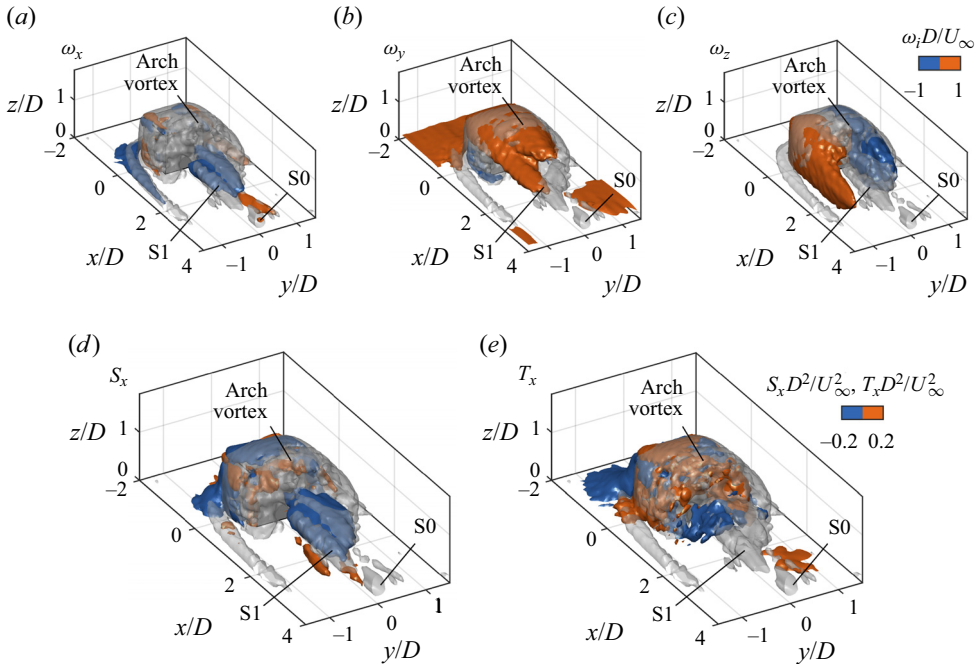 (a)
(b)
(c)
ω_x
ω_y
ω_z
ω_i D/U_∞
−1 1
Arch
vortex
Arch
vortex
Arch
vortex
z/D
1
0
−2
0
2
4
x/D
−1
0
1
y/D
S1
S0
1
0
−2
0
2
4
x/D
−1
0
1
y/D
S1
S0
z/D
1
0
−2
0
2
4
x/D
−1
0
1
y/D
S1
S0
z/D
(d)
(e)
S_x
T_x
S_x D^2/U_∞^2, T_x D^2/U_∞^2
−0.2 0.2
Arch
vortex
Arch
vortex
z/D
1
0
−2
0
2
4
x/D
−1
0
1
y/D
S1
S0
z/D
1
0
−2
0
2
4
x/D
−1
0
1
y/D
S1
S0